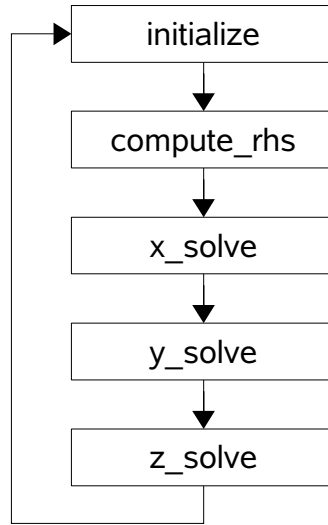 initialize
compute_rhs
x_solve
y_solve
z_solve